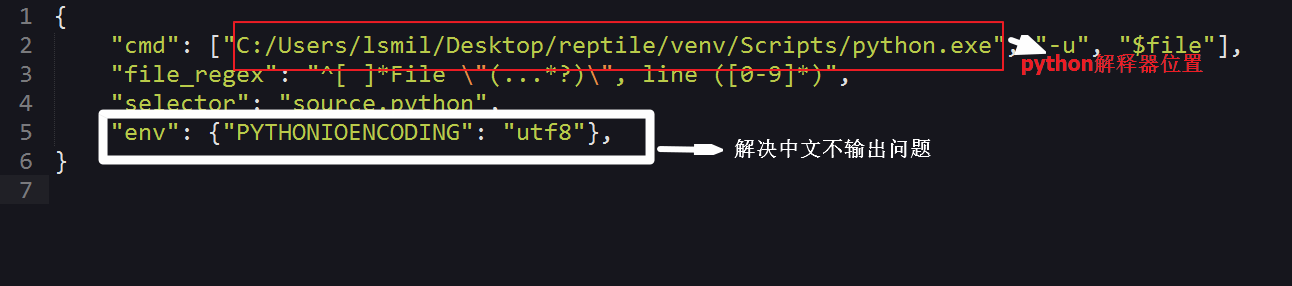 1 {
2 "cmd": ["C:/Users/lsmil/Desktop/reptile/venv/Scripts/python.exe", "-u", "$file"],
python解释器位置
3 "file_regex": "^[ ]*File \"(...*?)\", line ([0-9]*)",
4 "selector": "source.python",
5 "env": {"PYTHONIOENCODING": "utf8"},
解决中文不输出问题
6 }
7